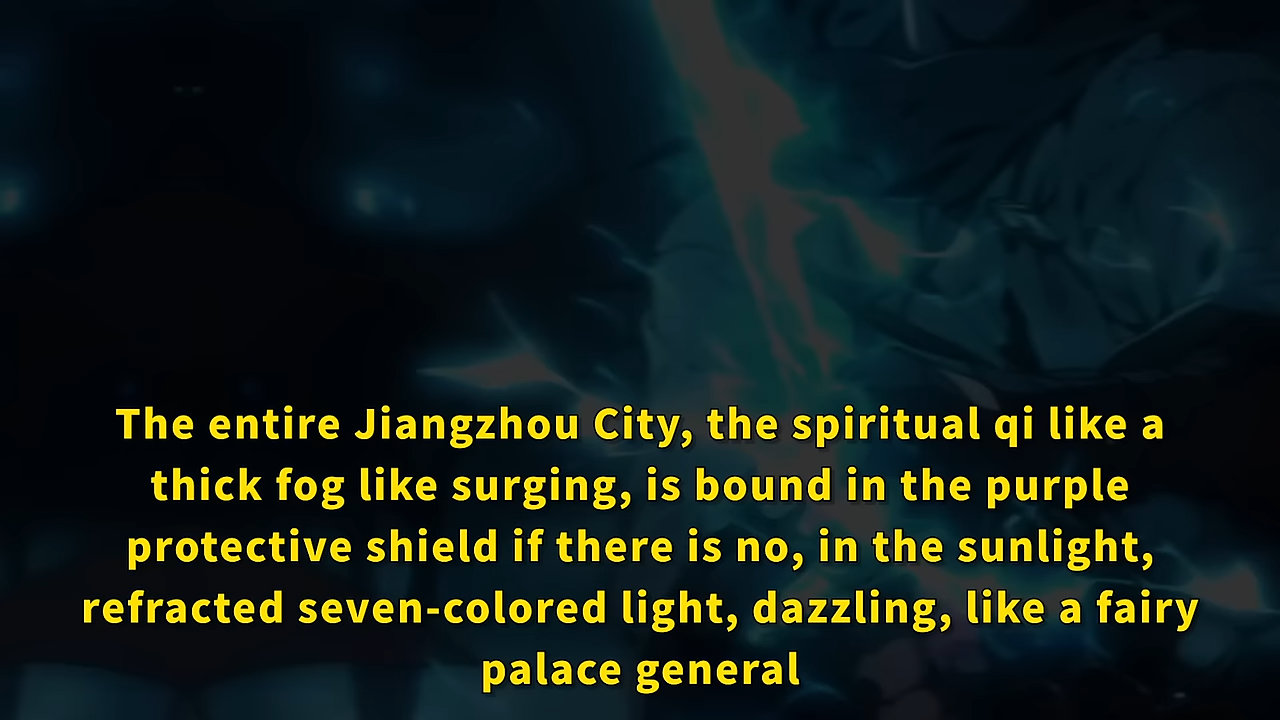 The entire Jiangzhou City, the spiritual qi like a
thick fog like surging, is bound in the purple
protective shield if there is no, in the sunlight,
refracted seven-colored light, dazzling, like a fairy
palace general